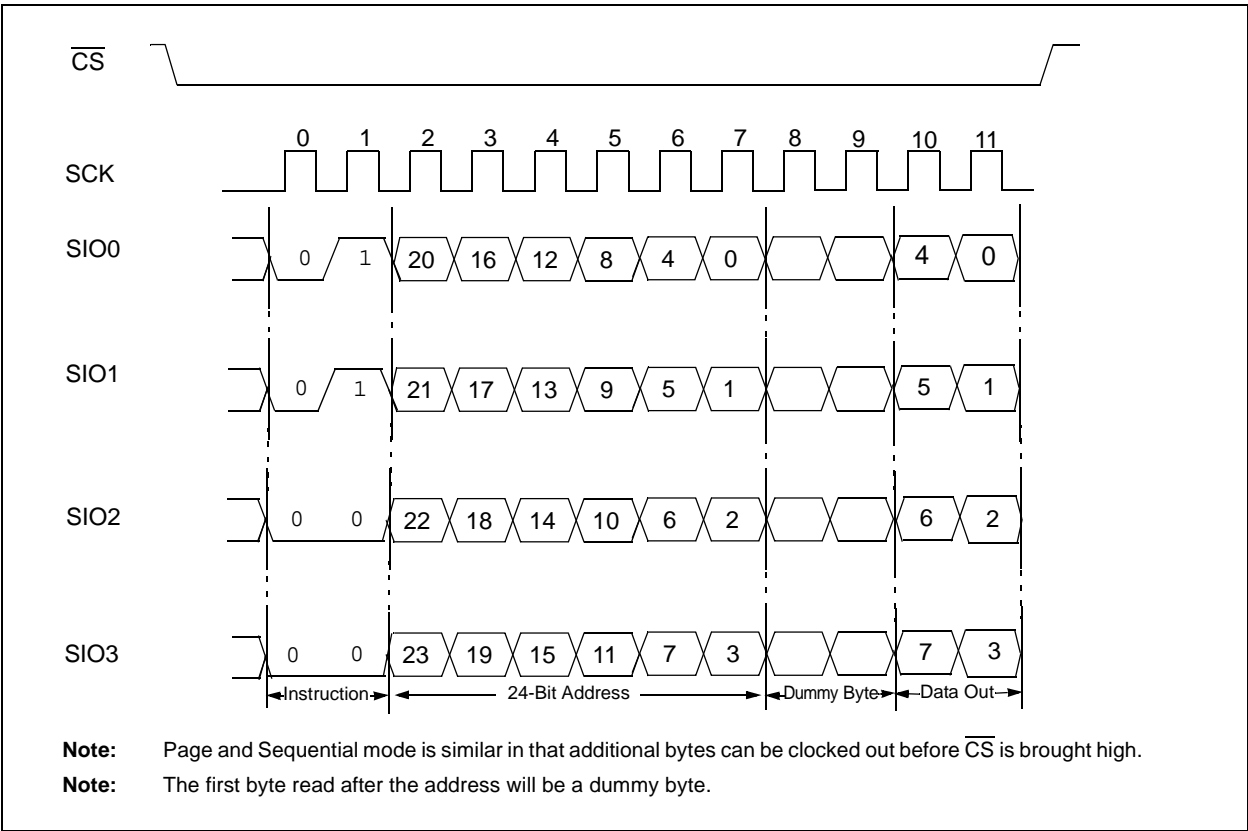 CS
0 1 2 3 4 5 6 7 8 9 10 11
SCK
SIO0 0 1 20 16 12 8 4 0 4 0
SIO1 0 1 21 17 13 9 5 1 5 1
SIO2 0 0 22 18 14 10 6 2 6 2
SIO3 0 0 23 19 15 11 7 3 7 3
Instruction 24-Bit Address Dummy Byte Data Out
Note: Page and Sequential mode is similar in that additional bytes can be clocked out before CS is brought high.
Note: The first byte read after the address will be a dummy byte.